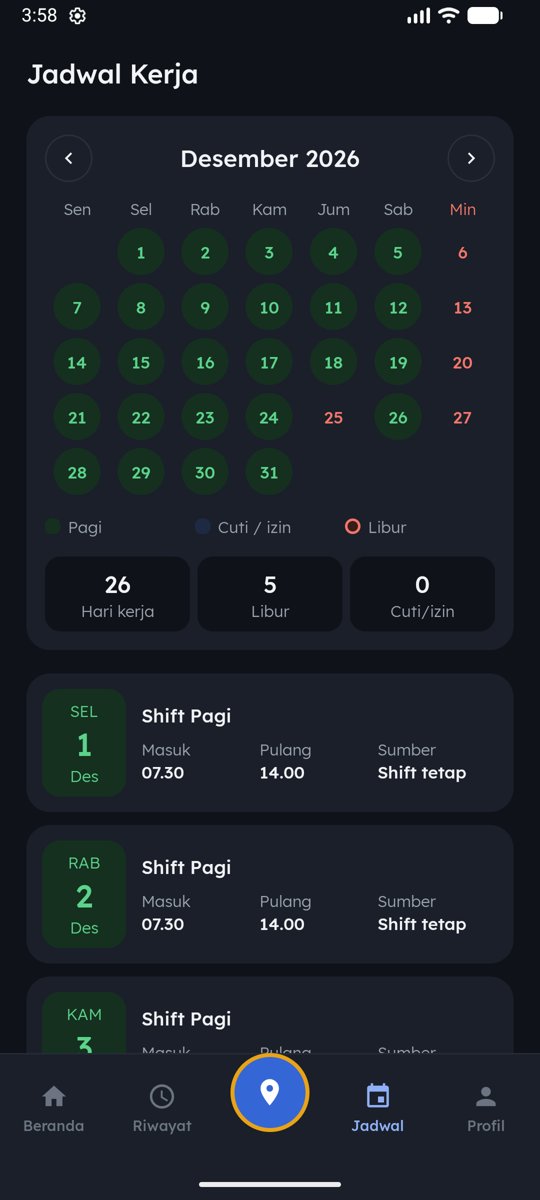 3:58
Jadwal Kerja
Desember 2026
Sen Sel Rab Kam Jum Sab Min
1 2 3 4 5 6
7 8 9 10 11 12 13
14 15 16 17 18 19 20
21 22 23 24 25 26 27
28 29 30 31
Pagi Cuti / izin Libur
26 5 0
Hari kerja Libur Cuti/izin
SEL
1
Des
Shift Pagi
Masuk Pulang Sumber
07.30 14.00 Shift tetap
RAB
2
Des
Shift Pagi
Masuk Pulang Sumber
07.30 14.00 Shift tetap
KAM
3
Shift Pagi
Masuk Pulang Sumber
Beranda Riwayat Jadwal Profil